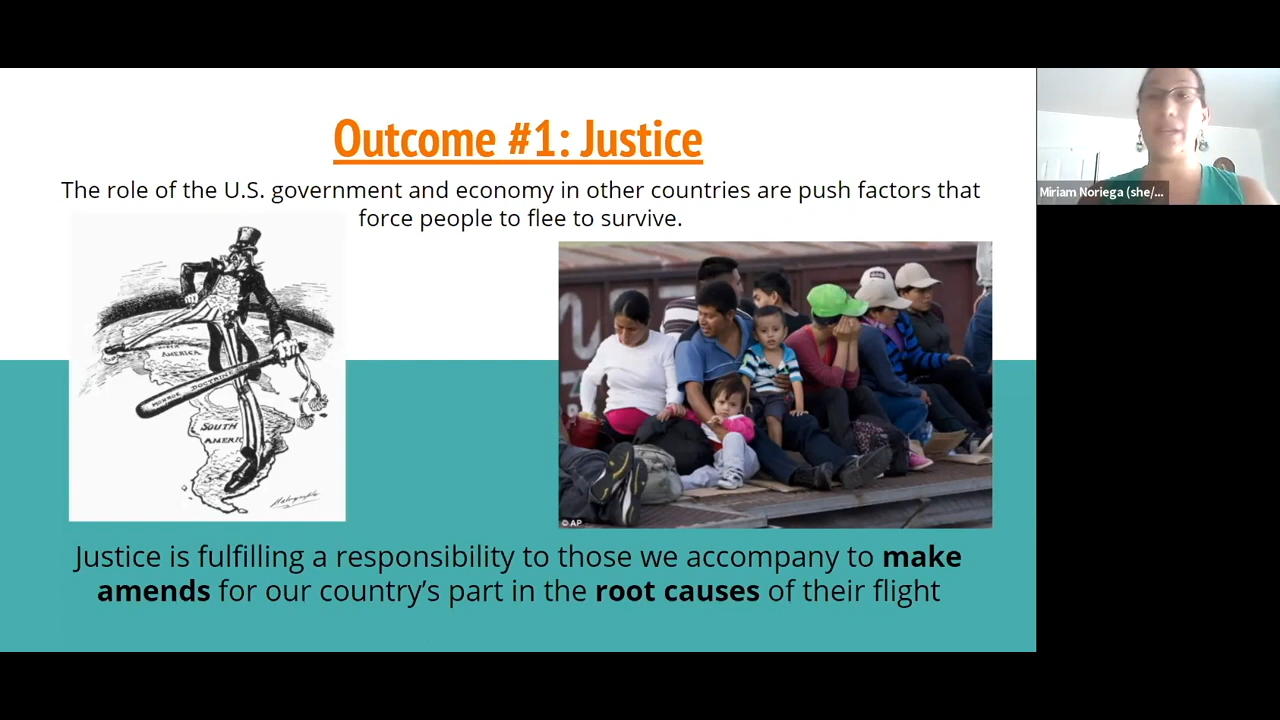 Outcome #1: Justice
The role of the U.S. government and economy in other countries are push factors that
force people to flee to survive.
NORTH
AMERICA
MONROE DOCTRINE
SOUTH
AMERIC
© AP
Justice is fulfilling a responsibility to those we accompany to make
amends for our country’s part in the root causes of their flight
Miriam Noriega (she/...